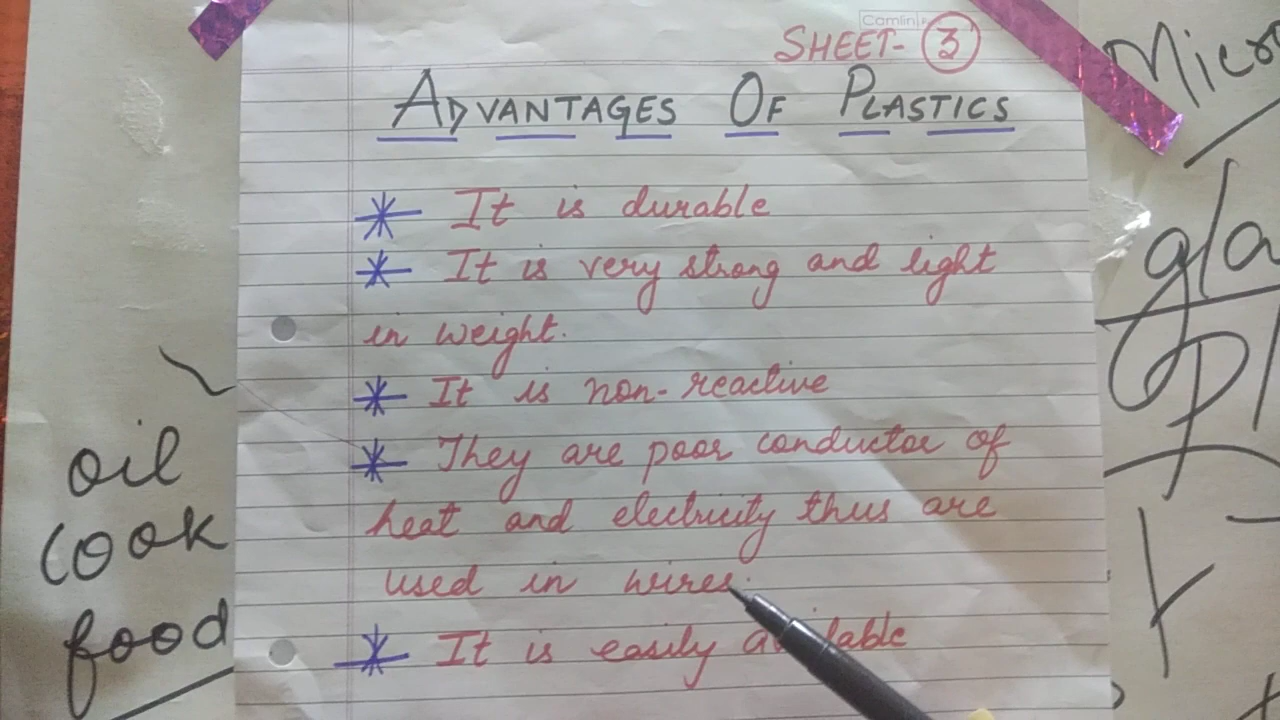 Camlin
SHEET- 3
ADVANTAGES OF PLASTICS
It is durable
It is very strong and light
in weight.
It is non-reactive
They are poor conductor of
heat and electricity thus are
used in wires.
It is easily
oil
cook
food